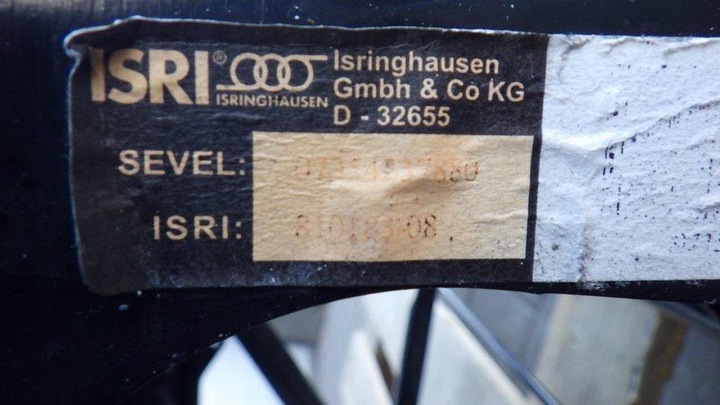 ISRI® ISRINGHAUSEN
Isringhausen
Gmbh & Co KG
D - 32655
SEVEL:
ISRI: